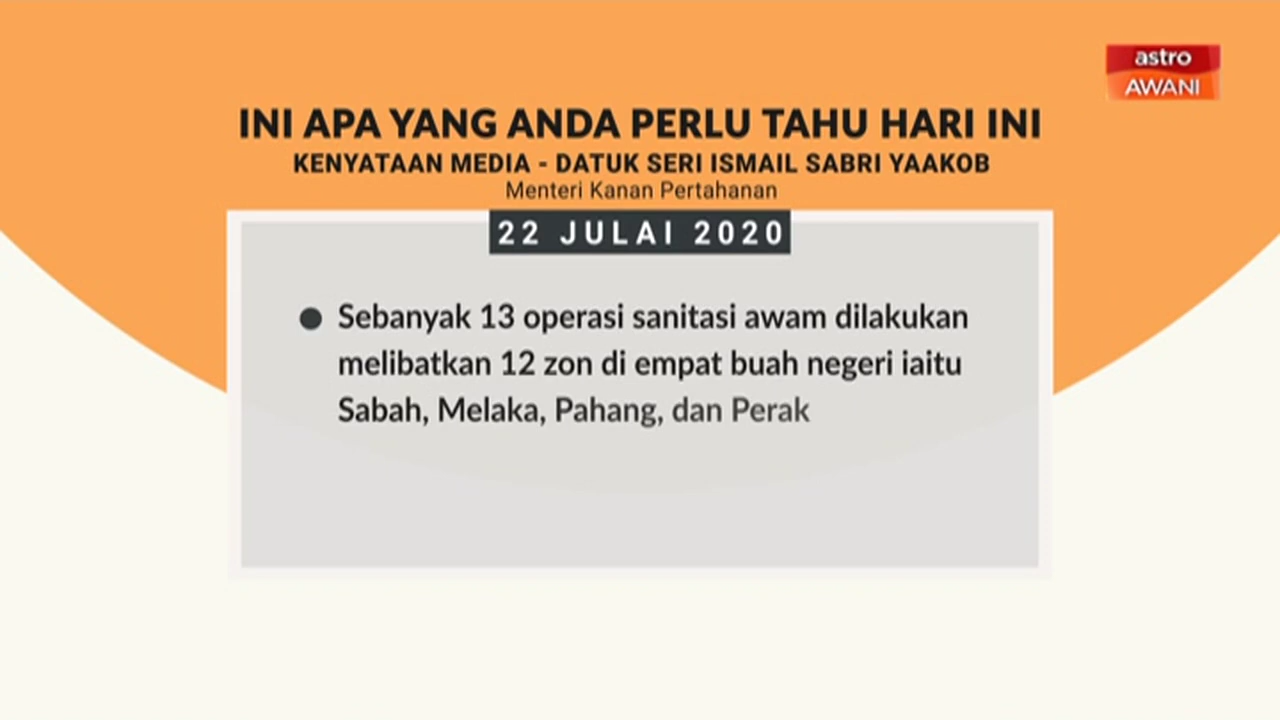 astro
AWANI
INI APA YANG ANDA PERLU TAHU HARI INI
KENYATAAN MEDIA - DATUK SERI ISMAIL SABRI YAAKOB
Menteri Kanan Pertahanan
22 JULAI 2020
Sebanyak 13 operasi sanitasi awam dilakukan
melibatkan 12 zon di empat buah negeri iaitu
Sabah, Melaka, Pahang, dan Perak